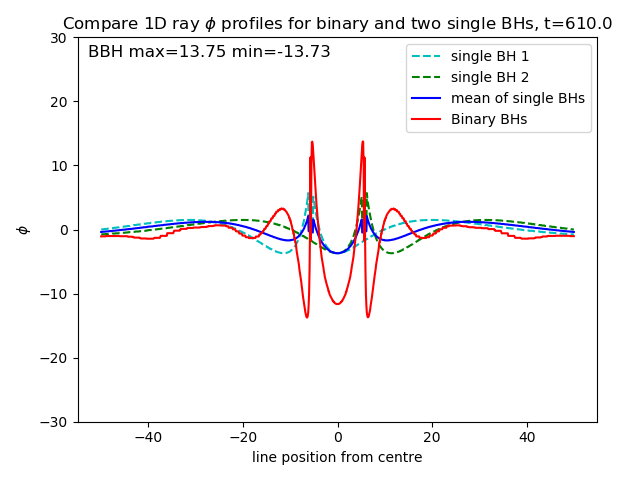 Compare 1D ray ϕ profiles for binary and two single BHs, t=610.0
BBH max=13.75 min=-13.73
single BH 1
single BH 2
mean of single BHs
Binary BHs
30
20
10
0
−10
−20
−30
ϕ
−40 −20 0 20 40
line position from centre